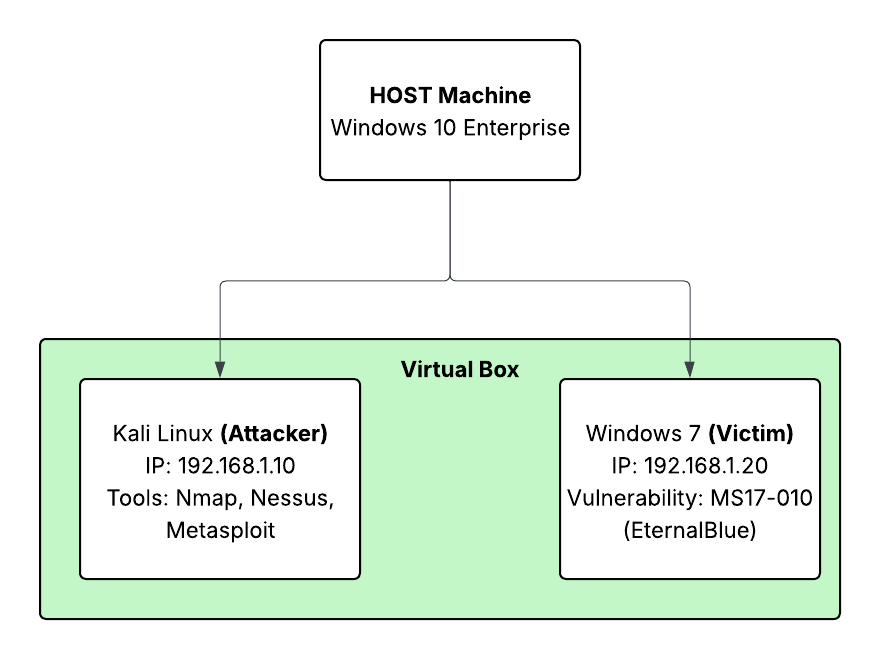 HOST Machine
Windows 10 Enterprise
Virtual Box
Kali Linux (Attacker)
IP: 192.168.1.10
Tools: Nmap, Nessus,
Metasploit
Windows 7 (Victim)
IP: 192.168.1.20
Vulnerability: MS17-010
(EternalBlue)